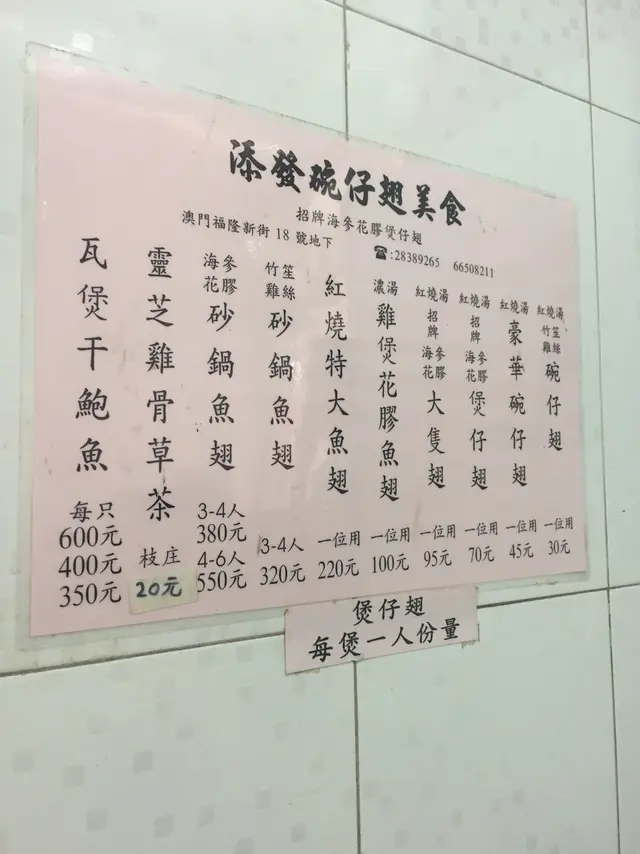 添發碗仔翅美食
招牌海參花膠煲仔翅
澳門福隆新街 18 號地下
☎:28389265 66508211
紅燒湯 竹笙雞絲 碗仔翅 一位用 30元
紅燒湯 豪華碗仔翅 一位用 45元
紅燒湯 招牌 海參花膠 煲仔翅 一位用 70元
紅燒湯 招牌 海參花膠 大隻翅 一位用 95元
濃湯 雞煲花膠魚翅 一位用 100元
紅燒特大魚翅 一位用 220元
竹笙雞絲 砂鍋魚翅 3-4人 320元
海參花膠 砂鍋魚翅 3-4人 380元 4-6人 550元
靈芝雞骨草茶 枝庄 20元
瓦煲干鮑魚 每只 600元 400元 350元
煲仔翅
每煲一人份量